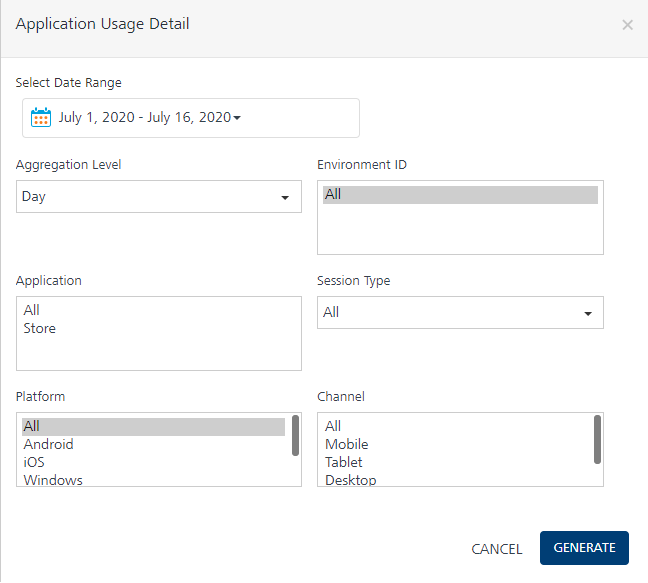 Application Usage Detail
×
Select Date Range
July 1, 2020 - July 16, 2020
Aggregation Level
Environment ID
Day
All
Application
Session Type
All
Store
All
Platform
Channel
All
Android
iOS
Windows
All
Mobile
Tablet
Desktop
CANCEL
GENERATE